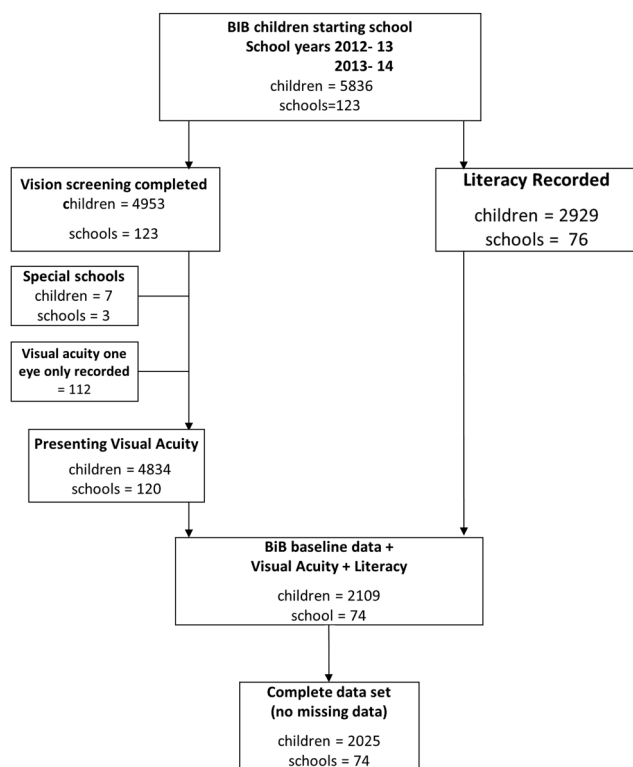 BIB children starting school
School years 2012- 13
2013- 14
children = 5836
schools=123
Vision screening completed
children = 4953
schools = 123
Literacy Recorded
children = 2929
schools = 76
Special schools
children = 7
schools = 3
Visual acuity one
eye only recorded
= 112
Presenting Visual Acuity
children = 4834
schools = 120
BiB baseline data +
Visual Acuity + Literacy
children = 2109
school = 74
Complete data set
(no missing data)
children = 2025
schools = 74